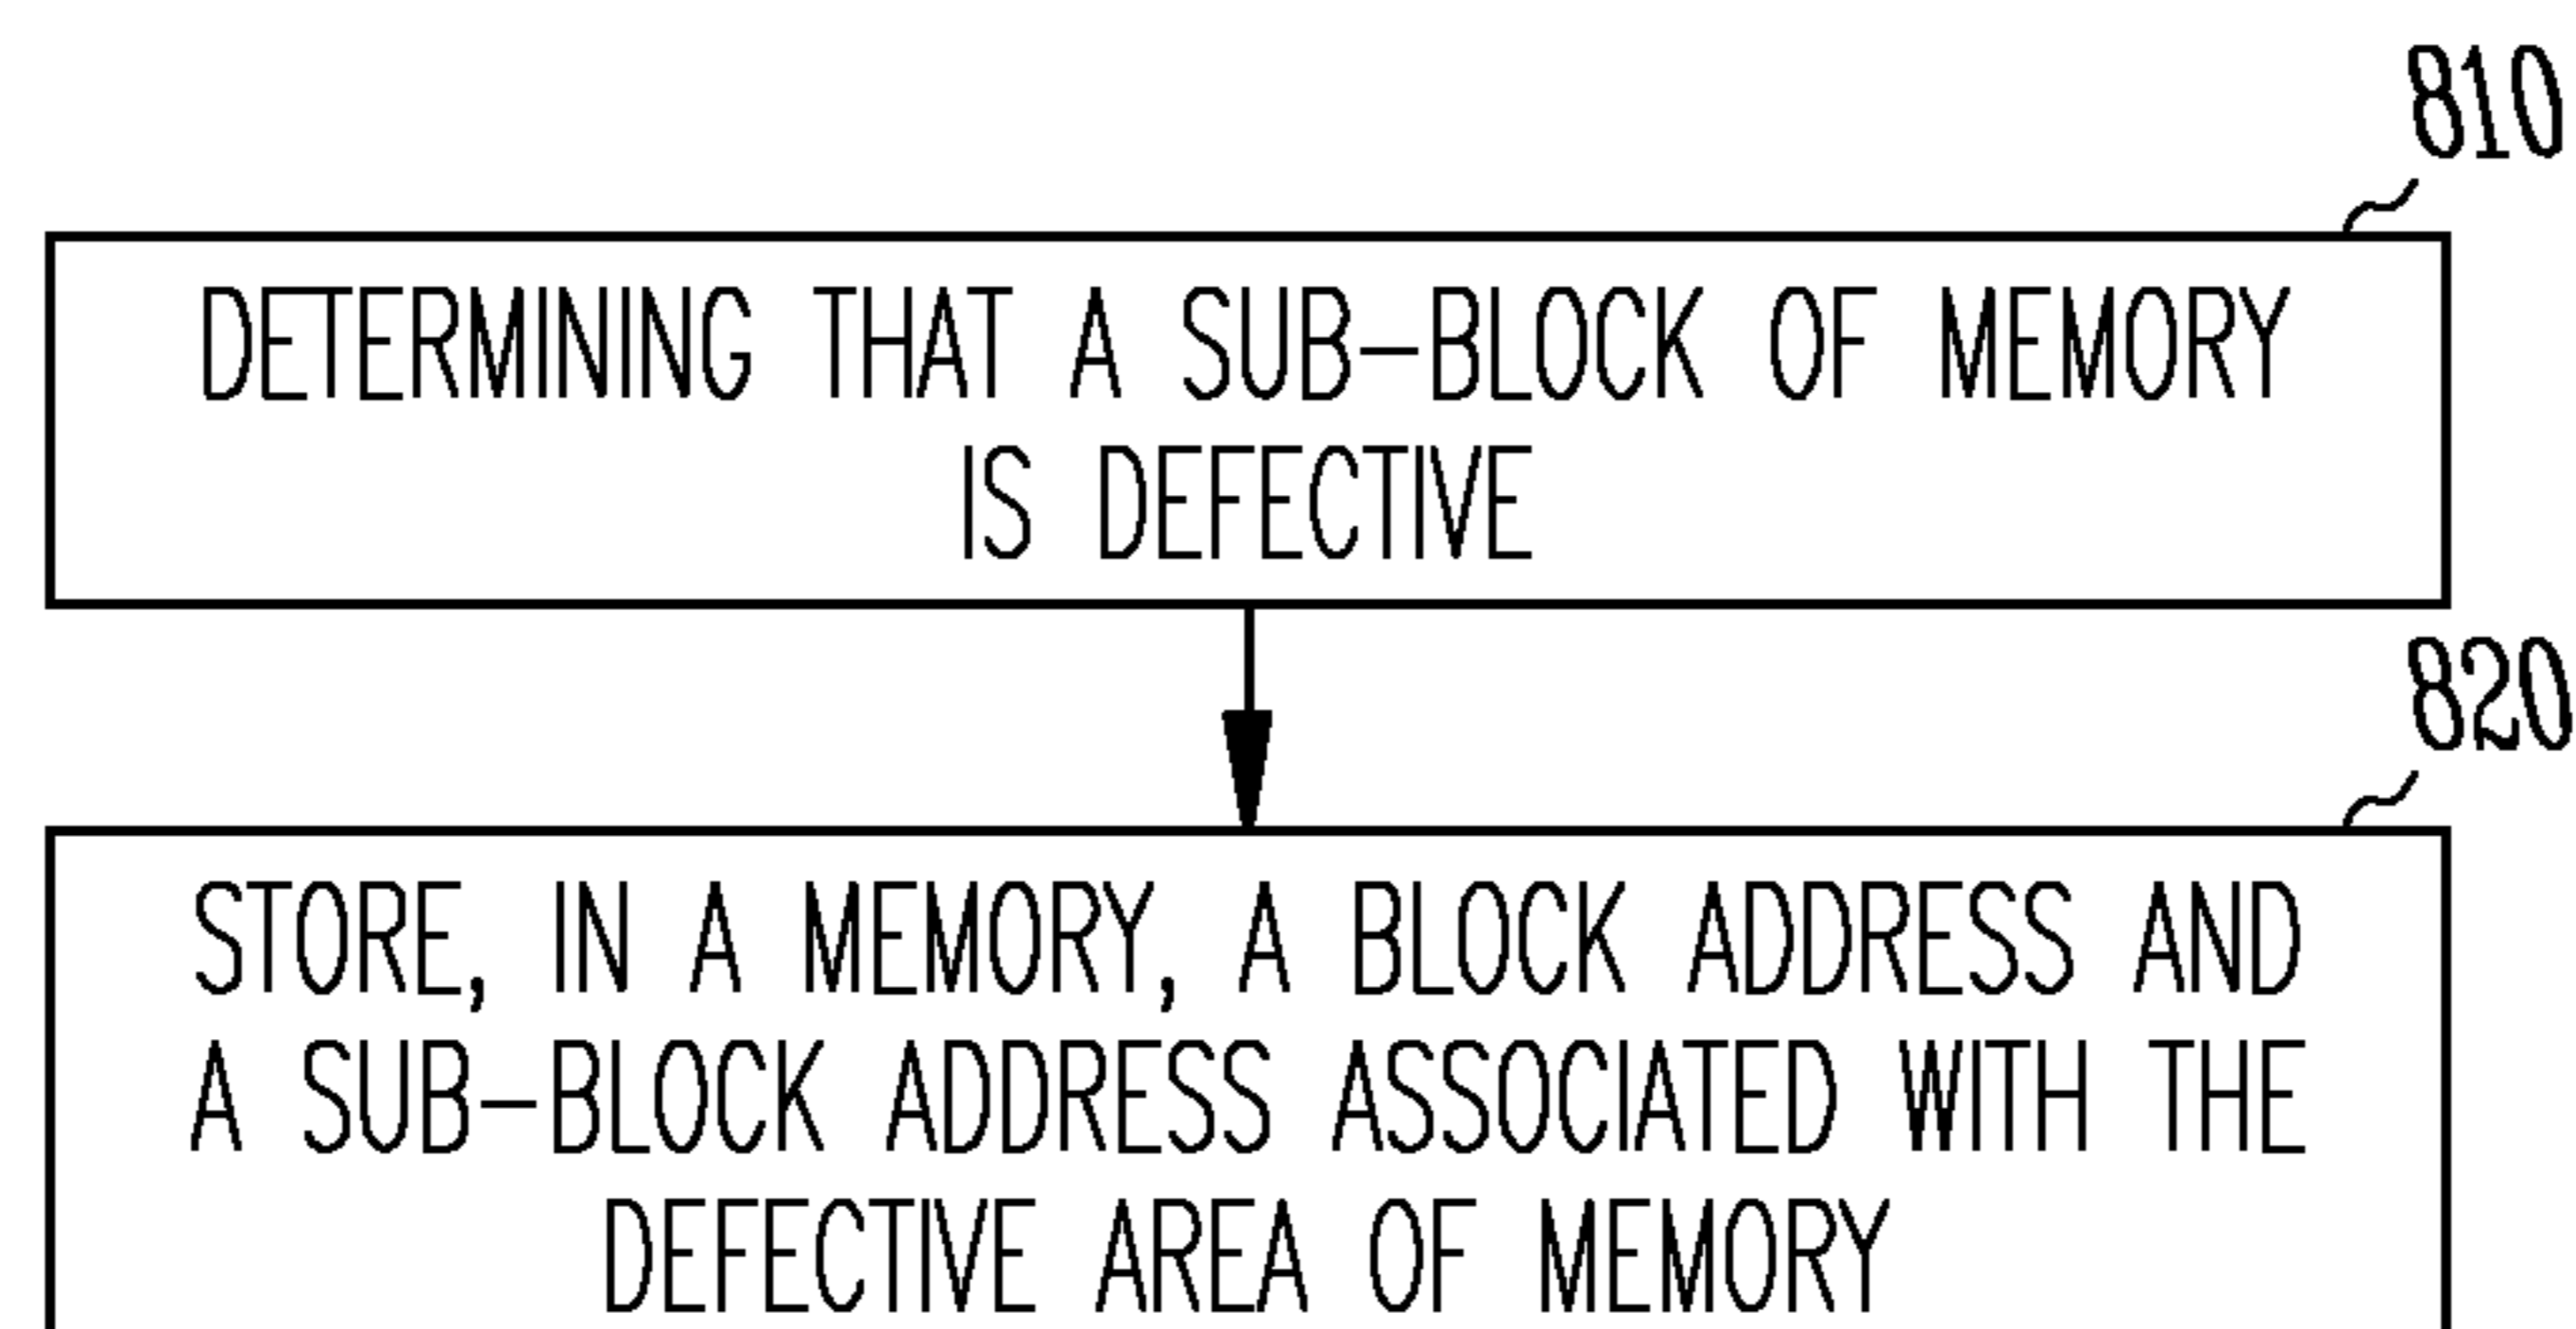 810
DETERMINING THAT A SUB-BLOCK OF MEMORY
IS DEFECTIVE
820
STORE, IN A MEMORY, A BLOCK ADDRESS AND
A SUB-BLOCK ADDRESS ASSOCIATED WITH THE
DEFECTIVE AREA OF MEMORY